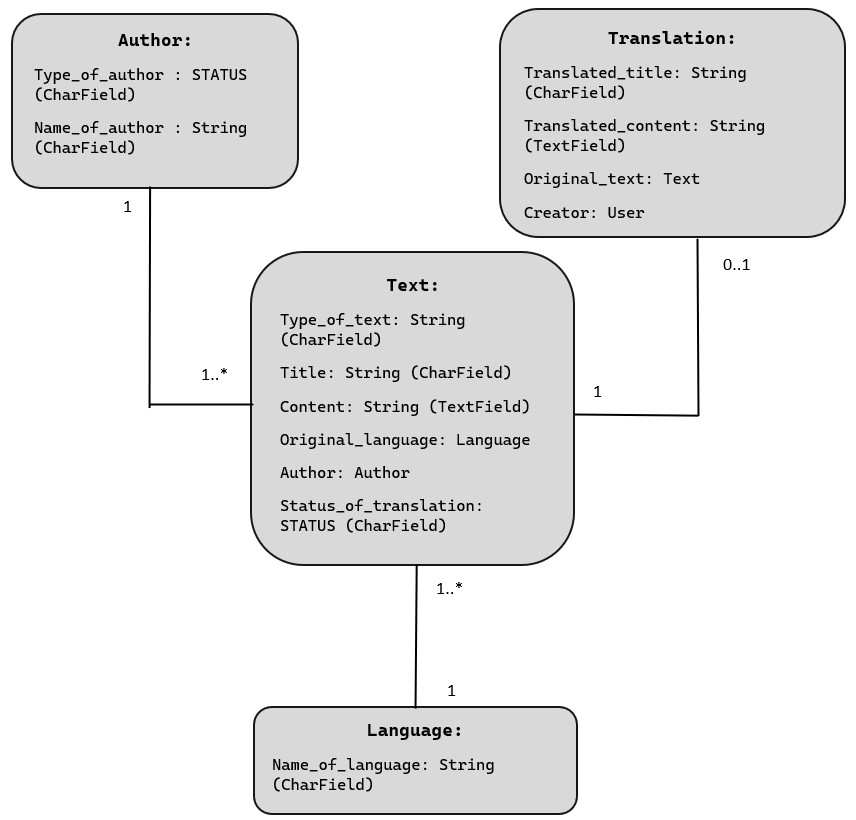 Author:
Type_of_author : STATUS
(CharField)
Name_of_author : String
(CharField)
1
1..*
Translation:
Translated_title: String
(CharField)
Translated_content: String
(TextField)
Original_text: Text
Creator: User
0..1
1
Text:
Type_of_text: String
(CharField)
Title: String (CharField)
Content: String (TextField)
Original_language: Language
Author: Author
Status_of_translation:
STATUS (CharField)
1..*
1
Language:
Name_of_language: String
(CharField)